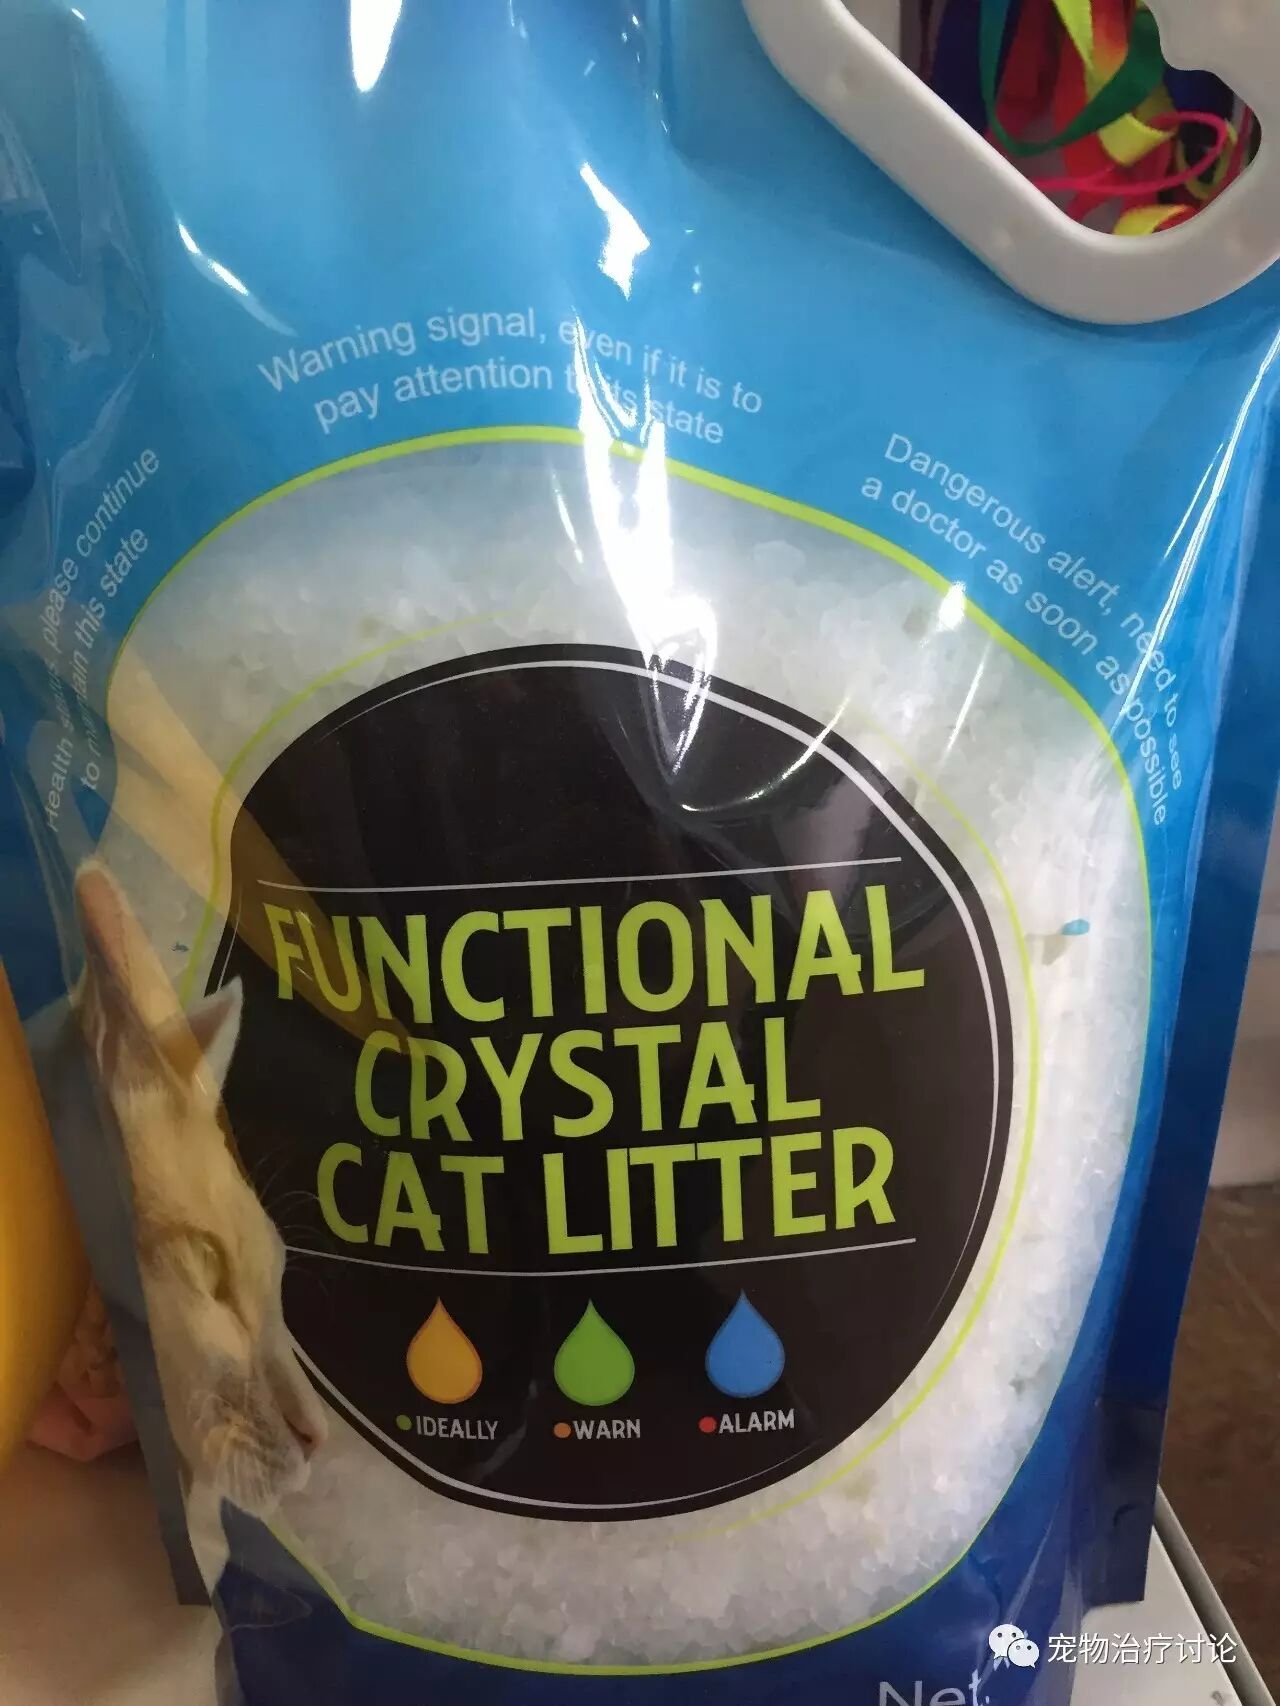 Warning signal, even if it is to
pay attention to its state
Dangerous alert, need to see
a doctor as soon as possible
Health status, please continue
to maintain this state
FUNCTIONAL
CRYSTAL
CAT LITTER
IDEALLY
WARN
ALARM
Net.
宠物治疗讨论